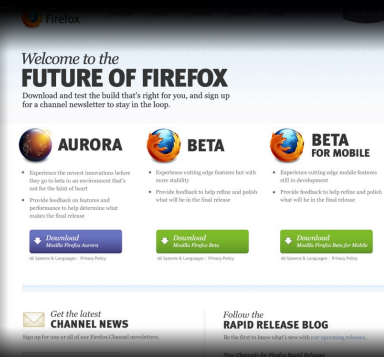 Firefox
Welcome to the
FUTURE OF FIREFOX
Download and test the build that's right for you, and sign up
for a channel newsletter to stay in the loop.
AURORA
Experience the newest innovations before
they go to beta in an environment that's
not for the faint of heart
Provide feedback on features and
performance to help determine what
makes the final release
Download
Mozilla Firefox Aurora
All Systems & Languages | Privacy Policy
BETA
Experience cutting edge features but with
more stability
Provide feedback to help refine and polish
what will be in the final release
Download
Mozilla Firefox Beta
All Systems & Languages | Privacy Policy
BETA
FOR MOBILE
Experience cutting edge mobile features
still in development
Provide feedback to help refine and polish
what will be in the final release
Download
Mozilla Firefox Beta for Mobile
All Systems & Languages | Privacy Policy
Get the latest
CHANNEL NEWS
Sign up for one or all of our Firefox Channel newsletters.
Follow the
RAPID RELEASE BLOG
Be the first to know what's new with our upcoming releases.
New Channels for Firefox Rapid Releases